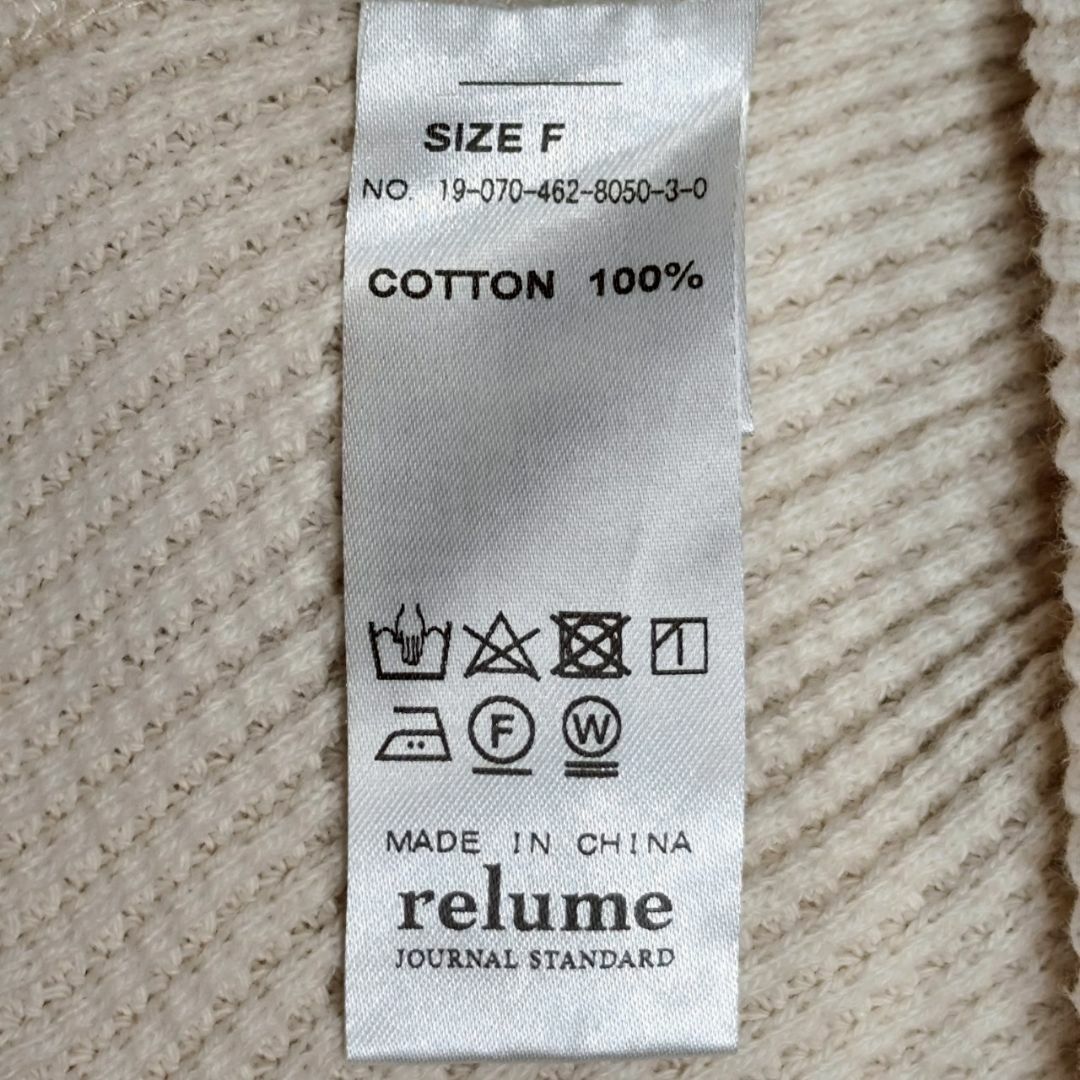 SIZE F
NO. 19-070-462-8050-3-0
COTTON 100%
F W
MADE IN CHINA
relume
JOURNAL STANDARD